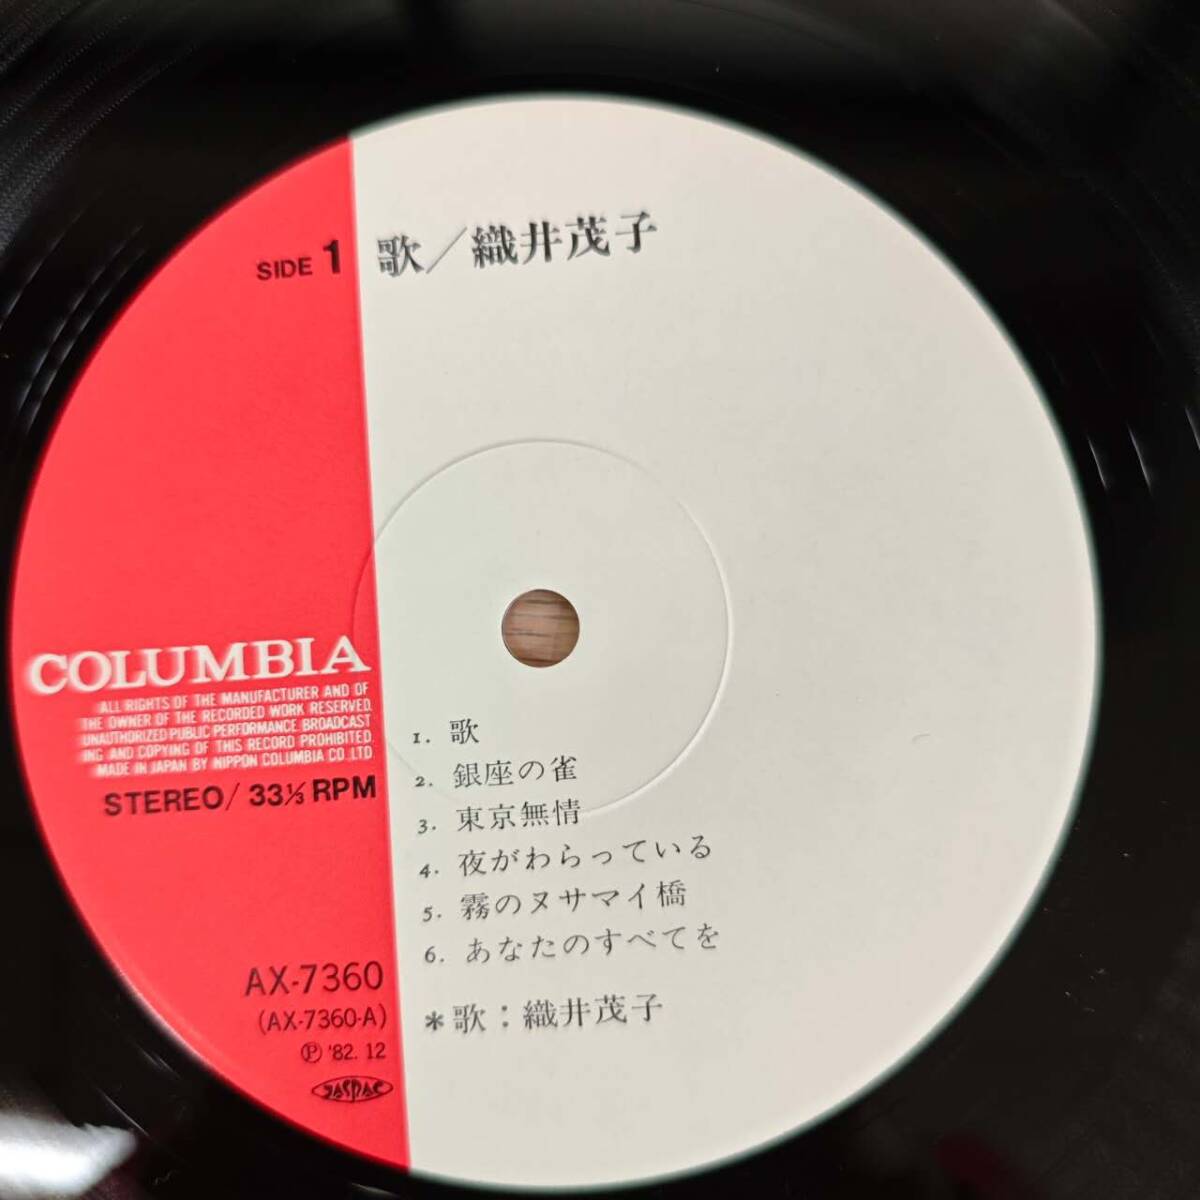 SIDE 1
歌／織井茂子
COLUMBIA
ALL RIGHTS OF THE MANUFACTURER AND OF
THE OWNER OF THE RECORDED WORK RESERVED.
UNAUTHORIZED PUBLIC PERFORMANCE BROADCAST
ING AND COPYING OF THIS RECORD PROHIBITED.
MADE IN JAPAN BY NIPPON COLUMBIA CO. LTD
STEREO/ 33⅓ RPM
1. 歌
2. 銀座の雀
3. 東京無情
4. 夜がわらっている
5. 霧のヌサマイ橋
6. あなたのすべてを
＊歌：織井茂子
AX-7360
(AX-7360-A)
Ⓟ '82. 12
JASRAC